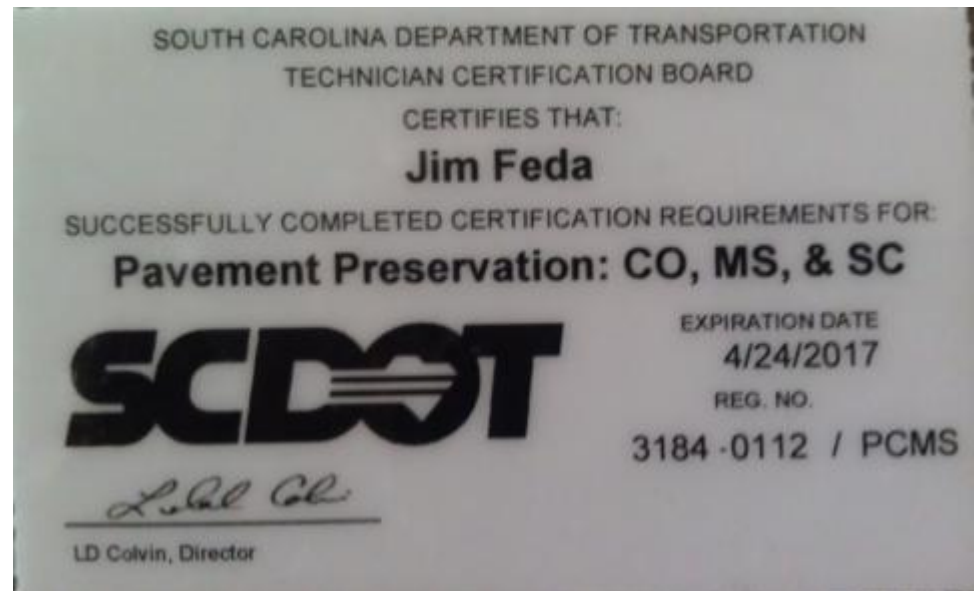 SOUTH CAROLINA DEPARTMENT OF TRANSPORTATION
TECHNICIAN CERTIFICATION BOARD
CERTIFIES THAT:
Jim Feda
SUCCESSFULLY COMPLETED CERTIFICATION REQUIREMENTS FOR:
Pavement Preservation: CO, MS, & SC
SCDOT
EXPIRATION DATE
4/24/2017
REG. NO.
3184-0112 / PCMS
LD Colvin, Director